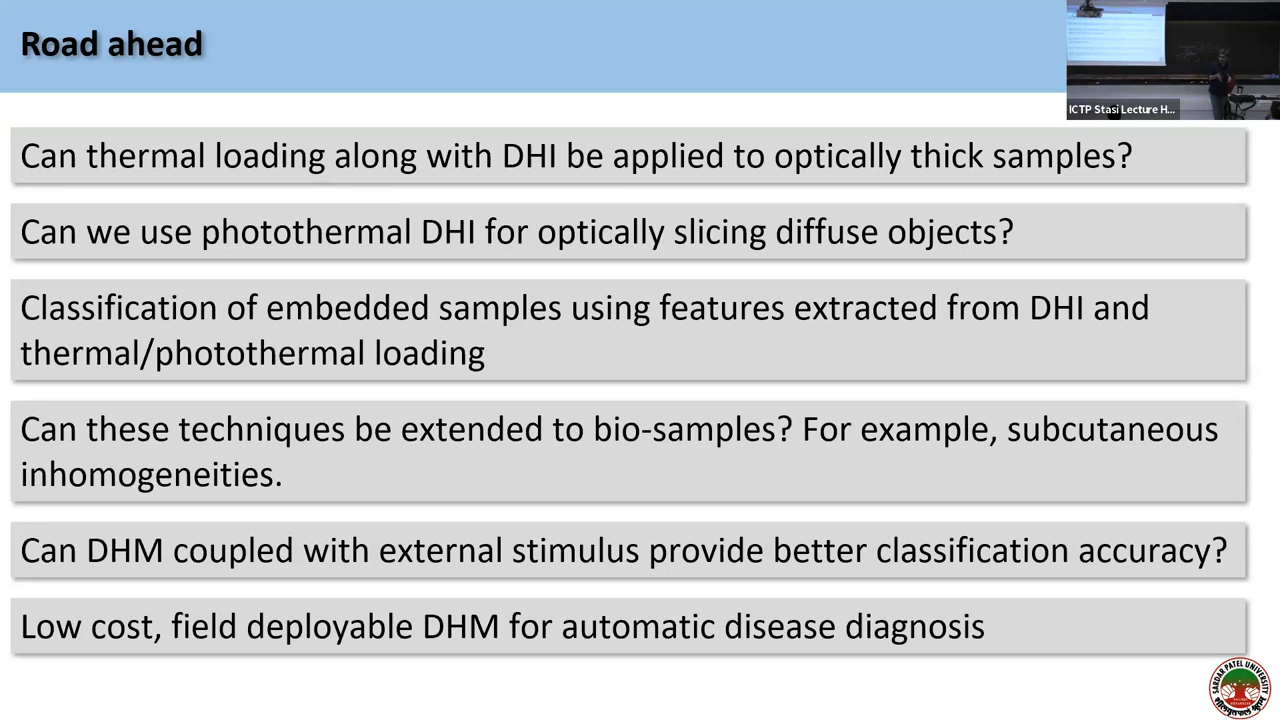 Road ahead
ICTP Stasi Lecture H...
Can thermal loading along with DHI be applied to optically thick samples?
Can we use photothermal DHI for optically slicing diffuse objects?
Classification of embedded samples using features extracted from DHI and
thermal/photothermal loading
Can these techniques be extended to bio-samples? For example, subcutaneous
inhomogeneities.
Can DHM coupled with external stimulus provide better classification accuracy?
Low cost, field deployable DHM for automatic disease diagnosis
SARDAR PATEL UNIVERSITY